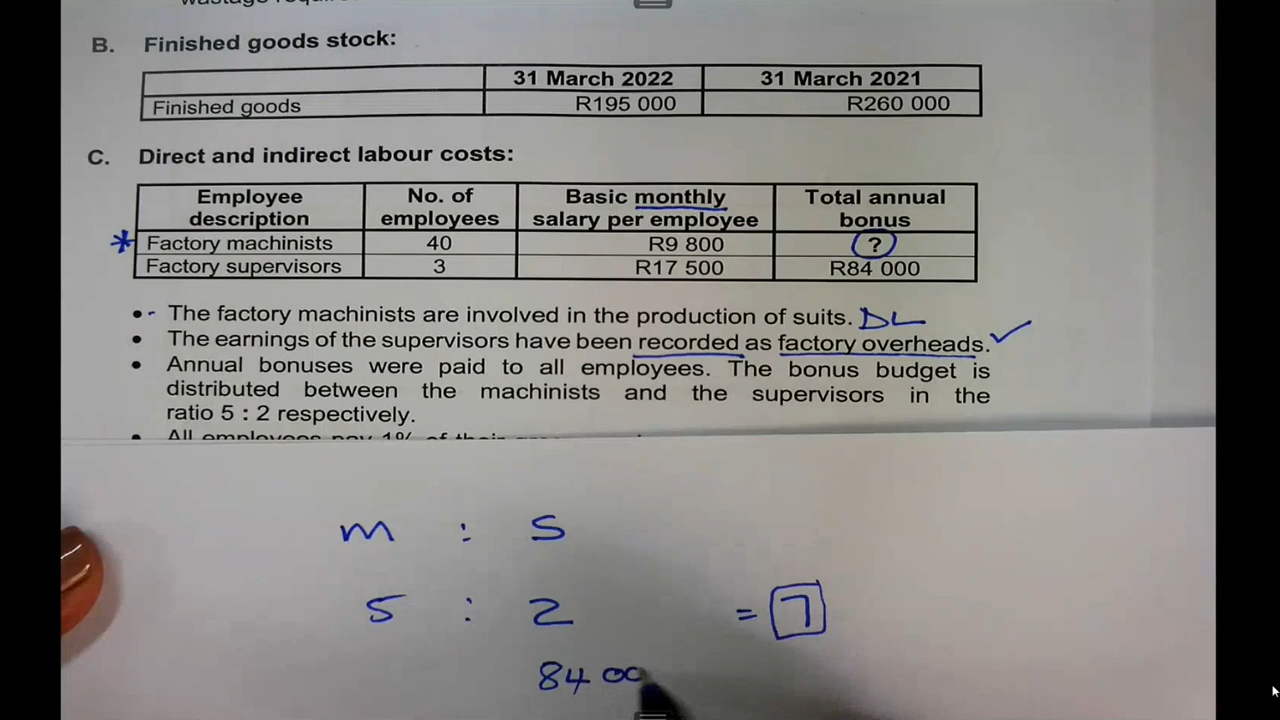 B. Finished goods stock:
31 March 2022 31 March 2021
Finished goods R195 000 R260 000
C. Direct and indirect labour costs:
Employee description No. of employees Basic monthly salary per employee Total annual bonus
* Factory machinists 40 R9 800 ?
Factory supervisors 3 R17 500 R84 000
• - The factory machinists are involved in the production of suits. DL
• The earnings of the supervisors have been recorded as factory overheads. ✓
• Annual bonuses were paid to all employees. The bonus budget is
distributed between the machinists and the supervisors in the
ratio 5 : 2 respectively.
m : S
5 : 2 = 7
84 00